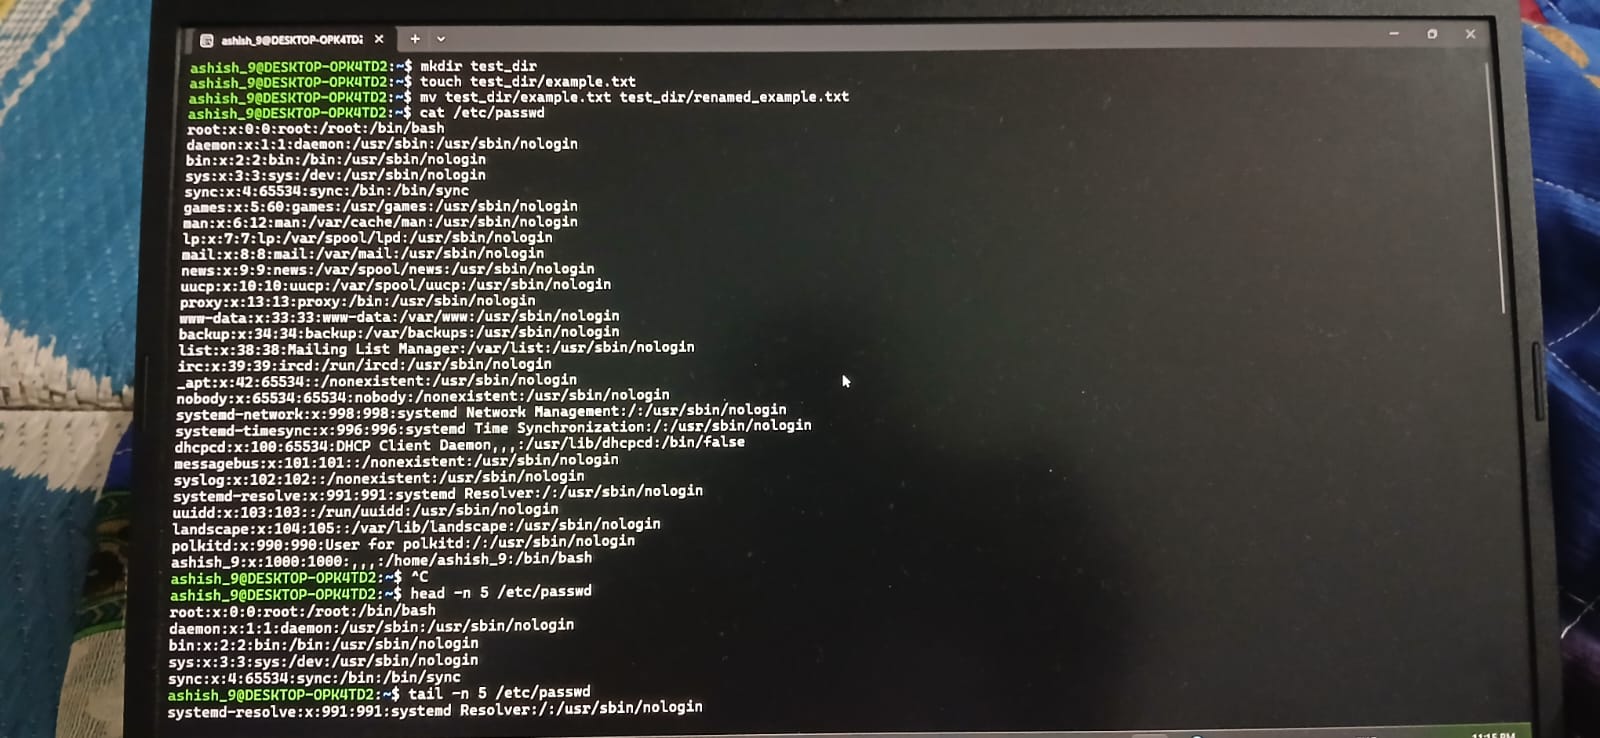 ashish_9@DESKTOP-OPK4TD2:
ashish_9@DESKTOP-OPK4TD2:~$ mkdir test_dir
ashish_9@DESKTOP-OPK4TD2:~$ touch test_dir/example.txt
ashish_9@DESKTOP-OPK4TD2:~$ mv test_dir/example.txt test_dir/renamed_example.txt
ashish_9@DESKTOP-OPK4TD2:~$ cat /etc/passwd
root:x:0:0:root:/root:/bin/bash
daemon:x:1:1:daemon:/usr/sbin:/usr/sbin/nologin
bin:x:2:2:bin:/bin:/usr/sbin/nologin
sys:x:3:3:sys:/dev:/usr/sbin/nologin
sync:x:4:65534:sync:/bin:/bin/sync
games:x:5:60:games:/usr/games:/usr/sbin/nologin
man:x:6:12:man:/var/cache/man:/usr/sbin/nologin
lp:x:7:7:lp:/var/spool/lpd:/usr/sbin/nologin
mail:x:8:8:mail:/var/mail:/usr/sbin/nologin
news:x:9:9:news:/var/spool/news:/usr/sbin/nologin
uucp:x:10:10:uucp:/var/spool/uucp:/usr/sbin/nologin
proxy:x:13:13:proxy:/bin:/usr/sbin/nologin
www-data:x:33:33:www-data:/var/www:/usr/sbin/nologin
backup:x:34:34:backup:/var/backups:/usr/sbin/nologin
list:x:38:38:Mailing List Manager:/var/list:/usr/sbin/nologin
irc:x:39:39:ircd:/run/ircd:/usr/sbin/nologin
_apt:x:42:65534::/nonexistent:/usr/sbin/nologin
nobody:x:65534:65534:nobody:/nonexistent:/usr/sbin/nologin
systemd-network:x:998:998:systemd Network Management:/:/usr/sbin/nologin
systemd-timesync:x:996:996:systemd Time Synchronization:/:/usr/sbin/nologin
dhcpcd:x:100:65534:DHCP Client Daemon,,,:/usr/lib/dhcpcd:/bin/false
messagebus:x:101:101::/nonexistent:/usr/sbin/nologin
syslog:x:102:102::/nonexistent:/usr/sbin/nologin
systemd-resolve:x:991:991:systemd Resolver:/:/usr/sbin/nologin
uuidd:x:103:103::/run/uuidd:/usr/sbin/nologin
landscape:x:104:105::/var/lib/landscape:/usr/sbin/nologin
polkitd:x:990:990:User for polkitd:/:/usr/sbin/nologin
ashish_9:x:1000:1000:,,,:/home/ashish_9:/bin/bash
ashish_9@DESKTOP-OPK4TD2:~$ ^C
ashish_9@DESKTOP-OPK4TD2:~$ head -n 5 /etc/passwd
root:x:0:0:root:/root:/bin/bash
daemon:x:1:1:daemon:/usr/sbin:/usr/sbin/nologin
bin:x:2:2:bin:/bin:/usr/sbin/nologin
sys:x:3:3:sys:/dev:/usr/sbin/nologin
sync:x:4:65534:sync:/bin:/bin/sync
ashish_9@DESKTOP-OPK4TD2:~$ tail -n 5 /etc/passwd
systemd-resolve:x:991:991:systemd Resolver:/:/usr/sbin/nologin
11:15 PM